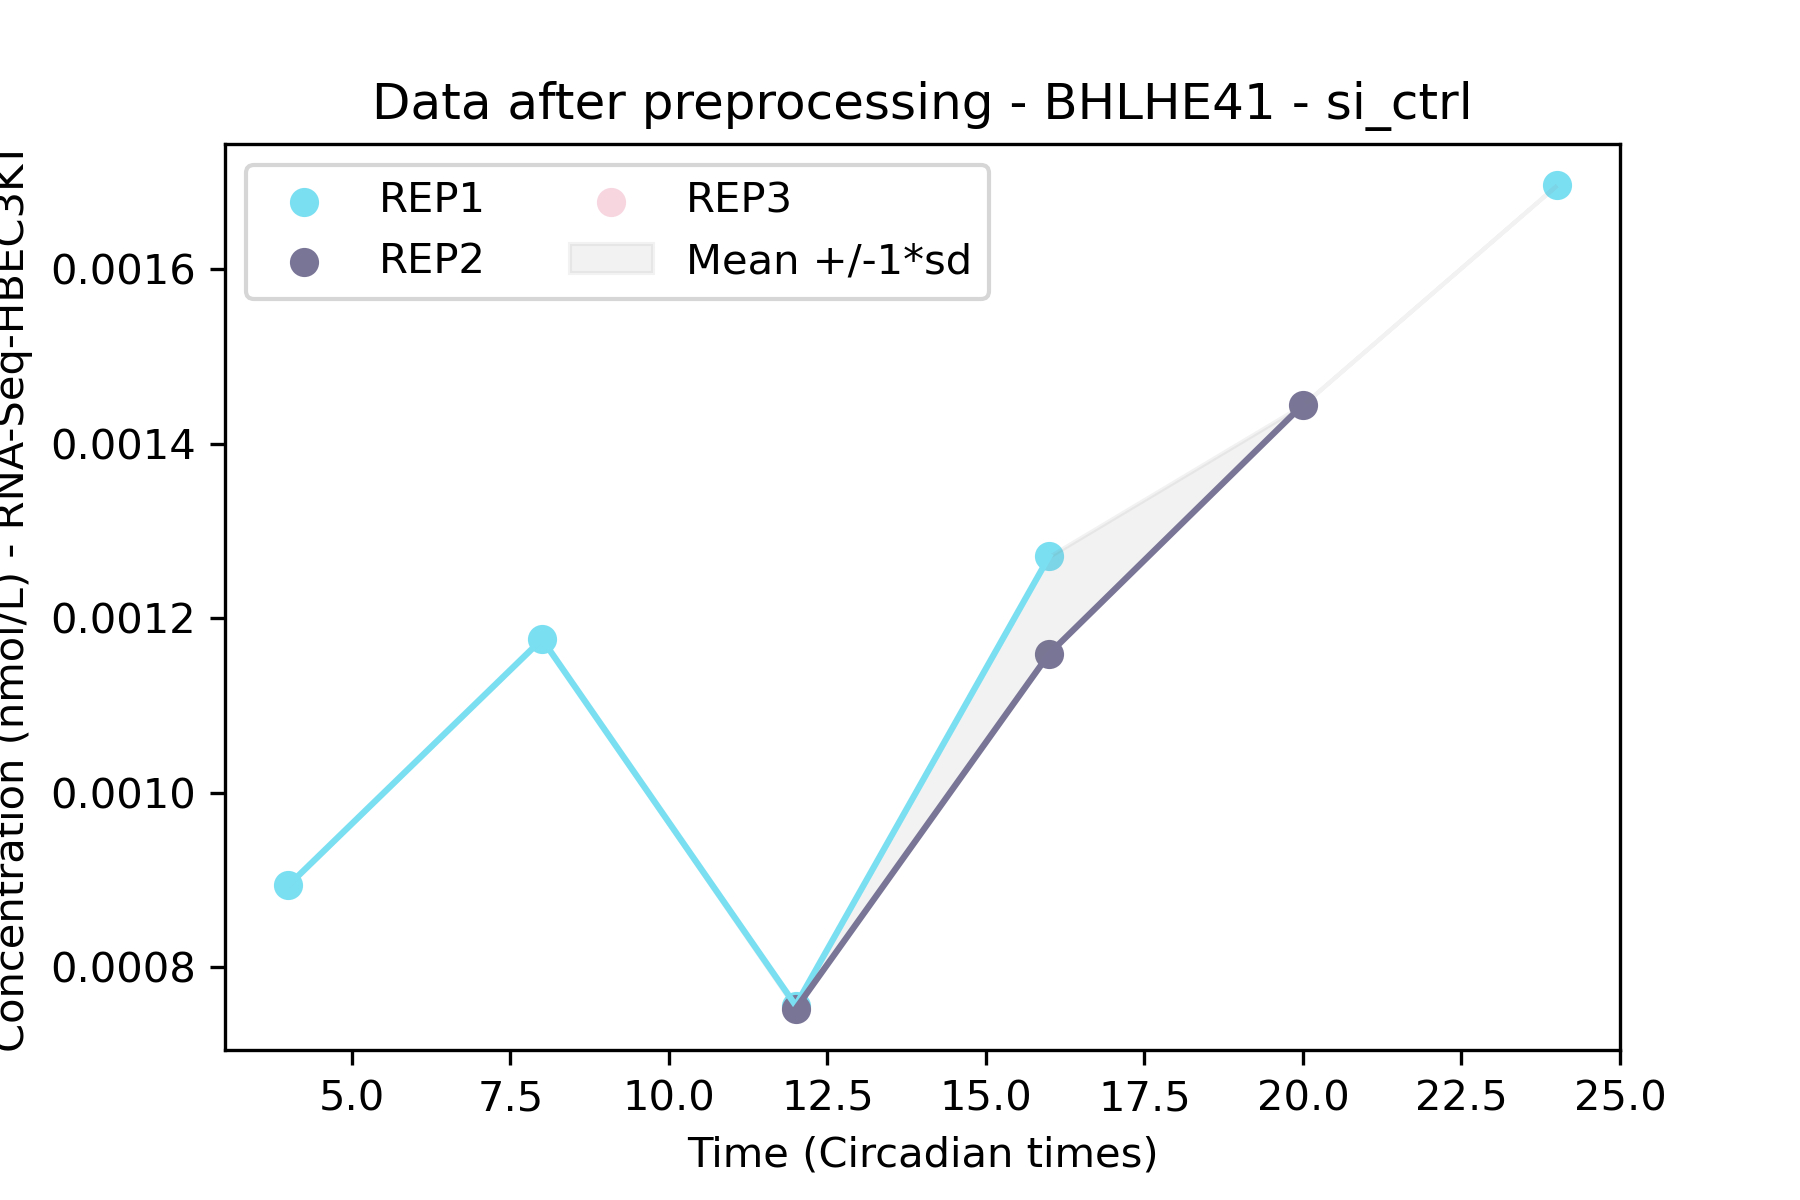 Data after preprocessing - BHLHE41 - si_ctrl
REP1
REP2
REP3
Mean +/-1*sd
Concentration (nmol/L) - RNA-Seq-HBEC3KT
0.0016
0.0014
0.0012
0.0010
0.0008
5.0 7.5 10.0 12.5 15.0 17.5 20.0 22.5 25.0
Time (Circadian times)